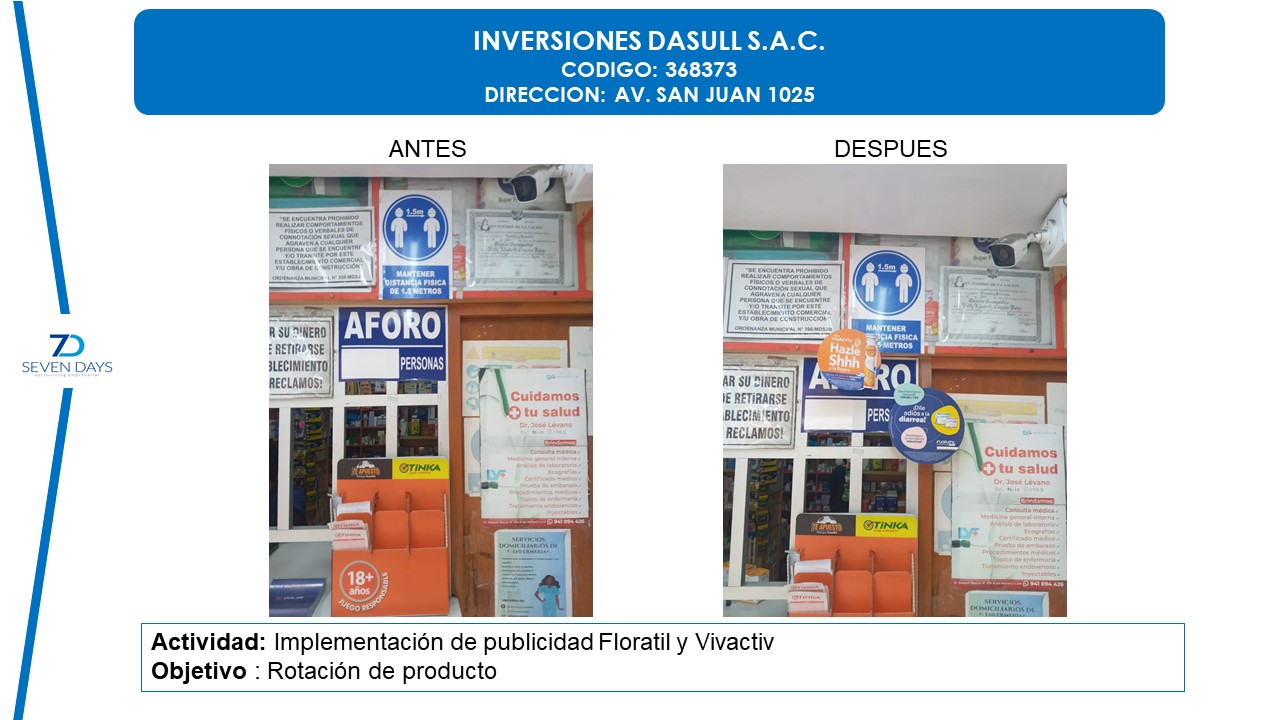 INVERSIONES DASULL S.A.C.
CODIGO: 368373
DIRECCION: AV. SAN JUAN 1025
ANTES
"SE ENCUENTRA PROHIBIDO
REALIZAR COMPORTAMIENTOS
FÍSICOS O VERBALES DE
CONNOTACIÓN SEXUAL QUE
AGRAVEN A CUALQUIER
PERSONA QUE SE ENCUENTRE
Y/O TRANSITE POR ESTE
ESTABLECIMIENTO COMERCIAL
Y/U OBRA DE CONSTRUCCIÓN"
1.5m
MANTENER
DISTANCIA FISICA
DE 1.5 METROS
AR SU DINERO
DE RETIRARSE
BLECIMIENTO
RECLAMOS!
AFORO
PERSONAS
Cuidamos
tu salud
Dr. José Lévano
Brindamos:
Consulta médica
Medicina general interna
Análisis de laboratorio
Ecografías
Certificado médico
Prueba de embarazo
Procedimientos médicos
Tópico de enfermería
Tratamiento endovenoso
Inyectables
941 894 426
TE APUESTO
TINKA
18+
años
JUEGO RESPONSABLE
SERVICIOS
DOMICILIARIOS DE
ENFERMERIA
DESPUES
"SE ENCUENTRA PROHIBIDO
REALIZAR COMPORTAMIENTOS
FÍSICOS O VERBALES DE
CONNOTACIÓN SEXUAL QUE
AGRAVEN A CUALQUIER
PERSONA QUE SE ENCUENTRE
Y/O TRANSITE POR ESTE
ESTABLECIMIENTO COMERCIAL
Y/U OBRA DE CONSTRUCCIÓN"
1.5m
MANTENER
CIA FISICA
5 METROS
Hazle
Shhh
AR SU DINERO
DE RETIRARSE
ABLECIMIENTO
RECLAMOS!
AFORO
PERS
¡Dile
adiós a la
diarrea!
Cuidamos
tu salud
Dr. José Lévano
Brindamos:
Consulta médica
Medicina general interna
Análisis de laboratorio
Ecografías
Certificado médico
Prueba de embarazo
Procedimientos médicos
Tópico de enfermería
Tratamiento endovenoso
Inyectables
941 894 426
TE APUESTO
TINKA
SERVICIOS
DOMICILIARIOS DE
7D
SEVEN DAYS
outsourcing empresarial
Actividad: Implementación de publicidad Floratil y Vivactiv
Objetivo : Rotación de producto